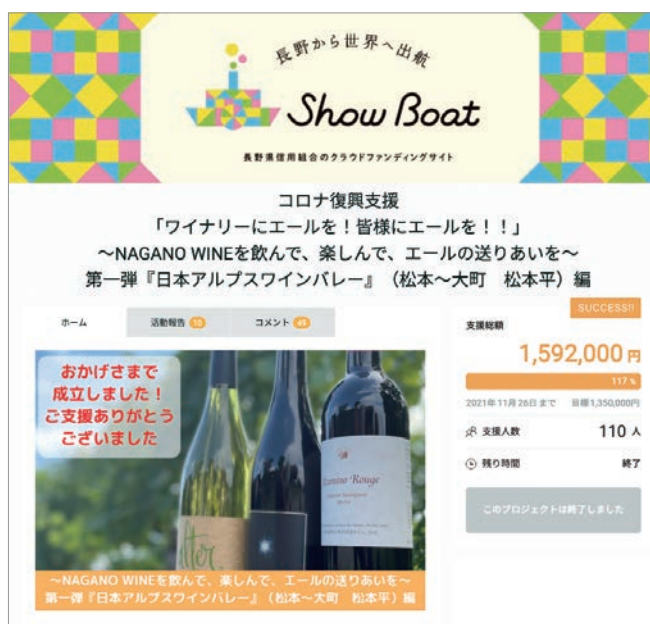 長野から世界へ出航
Show Boat
長野県信用組合のクラウドファンディングサイト
コロナ復興支援
「ワイナリーにエールを！皆様にエールを！！」
〜NAGANO WINEを飲んで、楽しんで、エールの送りあいを〜
第一弾『日本アルプスワインバレー』（松本〜大町　松本平）編
ホーム
活動報告 10
コメント 45
おかげさまで
成立しました！
ご支援ありがとう
ございました
〜NAGANO WINEを飲んで、楽しんで、エールの送りあいを〜
第一弾『日本アルプスワインバレー』（松本〜大町　松本平）編
SUCCESS!!
支援総額
1,592,000 円
117 %
2021年11月26日 まで　目標1,350,000円
支援人数 110 人
残り時間 終了
このプロジェクトは終了しました